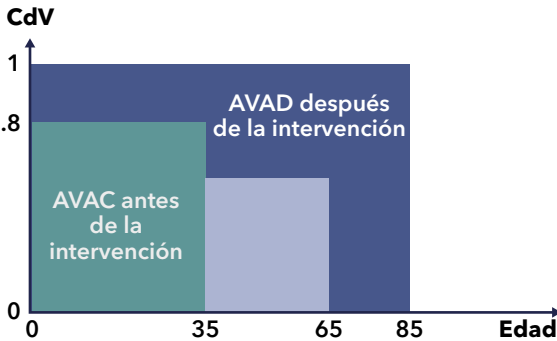 CdV
1
AVAD después
de la intervención
.8
AVAC antes
de la
intervención
0
0 35 65 85 Edad